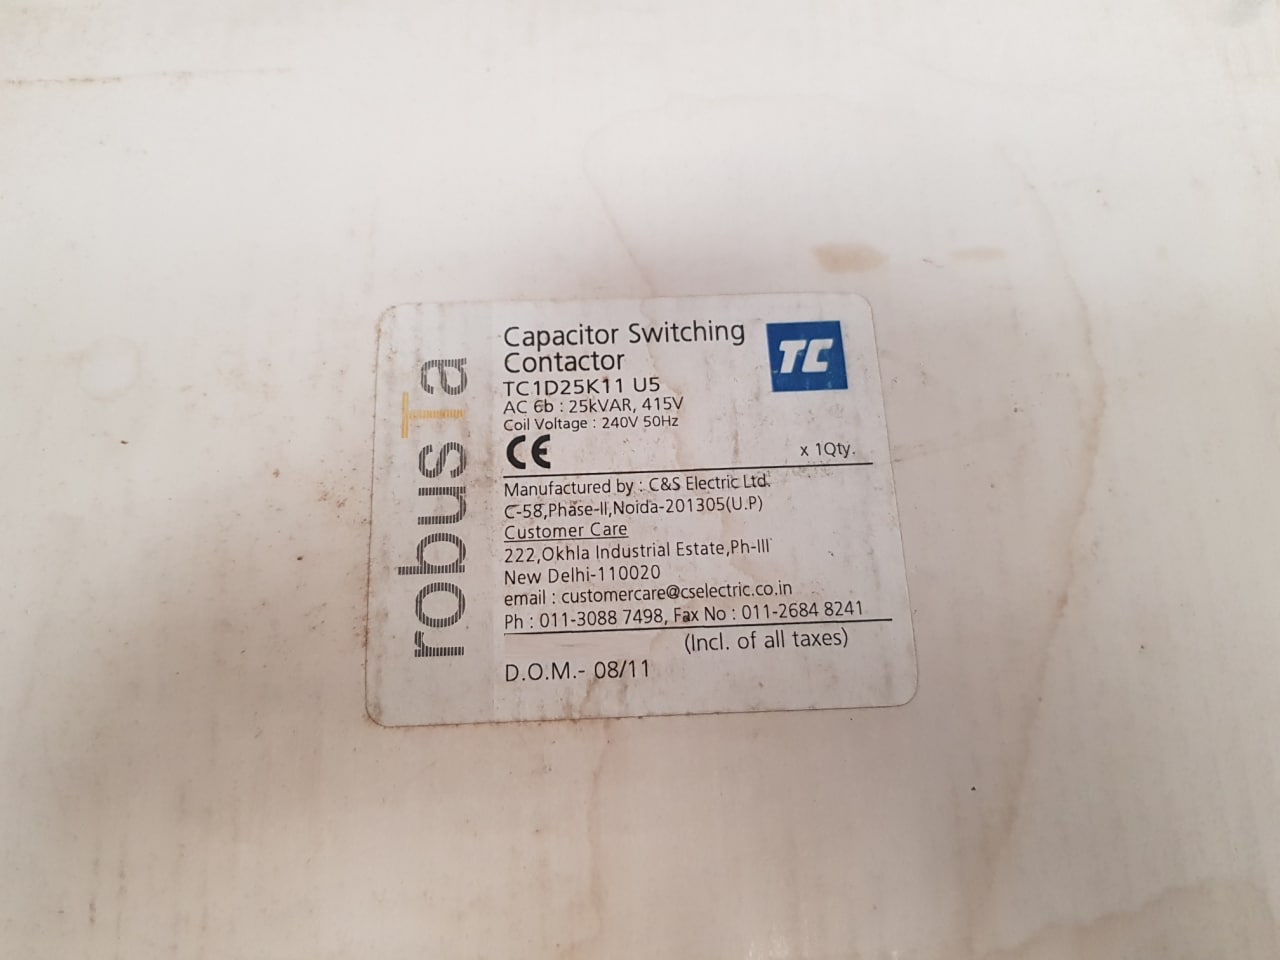 robusTa
Capacitor Switching
Contactor
TC
TC1D25K11 U5
AC 6b : 25kVAR, 415V
Coil Voltage : 240V 50Hz
CE
x 1Qty.
Manufactured by : C&S Electric Ltd.
C-58,Phase-II,Noida-201305(U.P)
Customer Care
222,Okhla Industrial Estate,Ph-III
New Delhi-110020
email : customercare@cselectric.co.in
Ph : 011-3088 7498, Fax No : 011-2684 8241
(Incl. of all taxes)
D.O.M.- 08/11